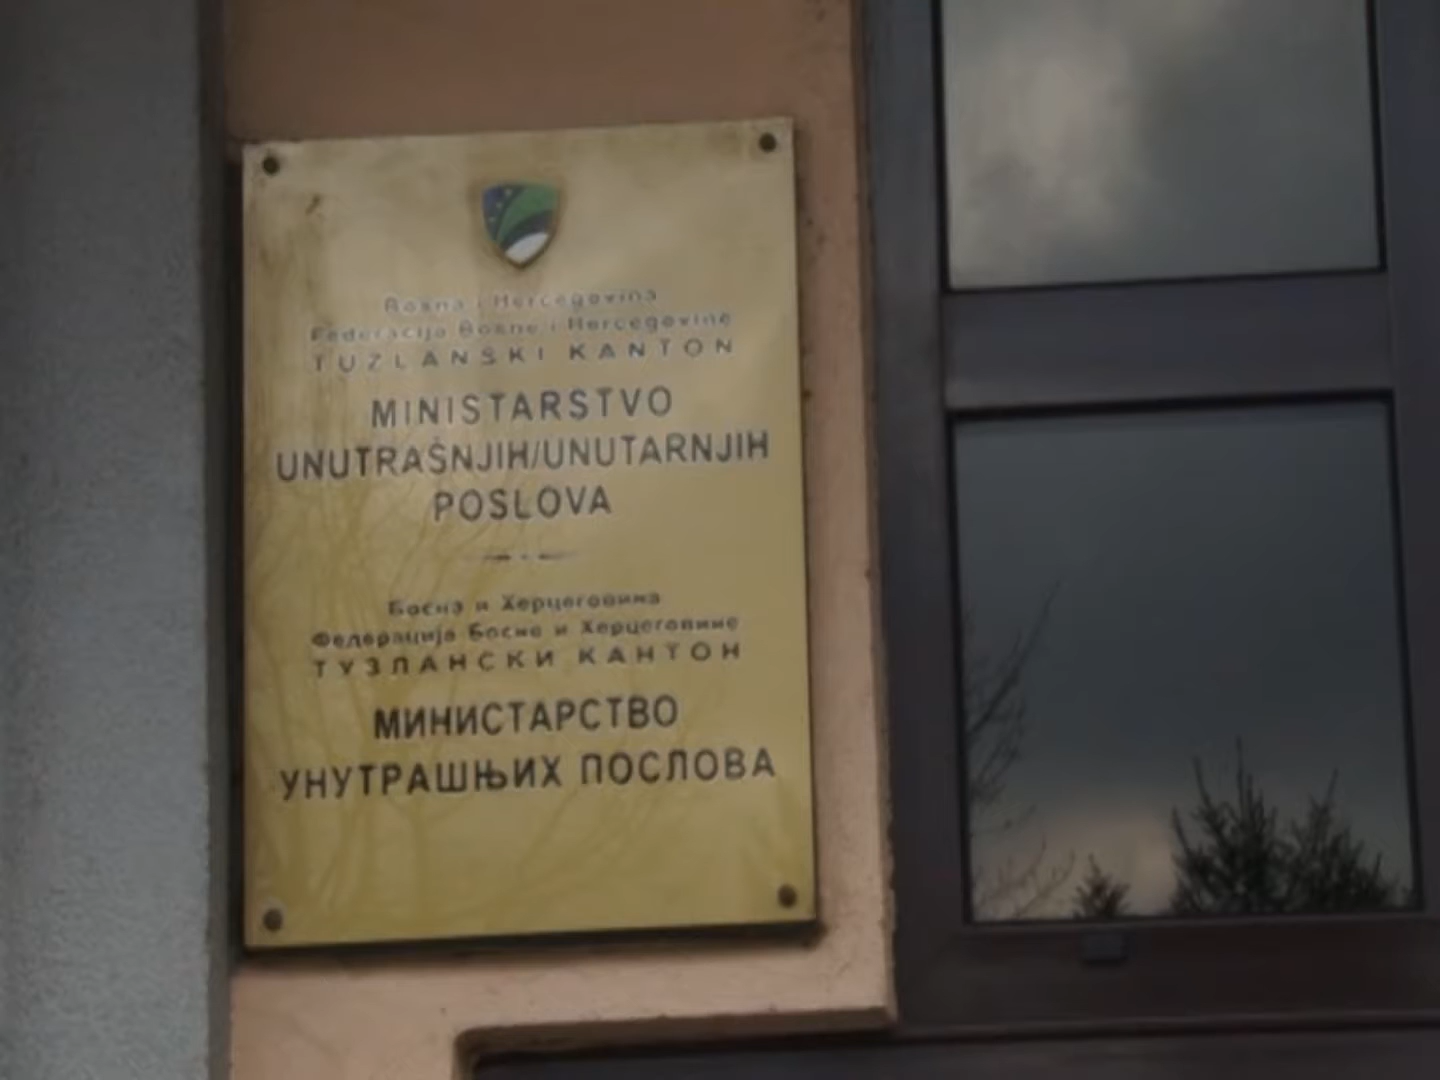 Bosna i Hercegovina
Federacija Bosne i Hercegovine
TUZLANSKI KANTON
MINISTARSTVO
UNUTRAŠNJIH/UNUTARNJIH
POSLOVA
Босна и Херцеговина
Федерација Босне и Херцеговине
ТУЗЛАНСКИ КАНТОН
МИНИСТАРСТВО
УНУТРАШЊИХ ПОСЛОВА